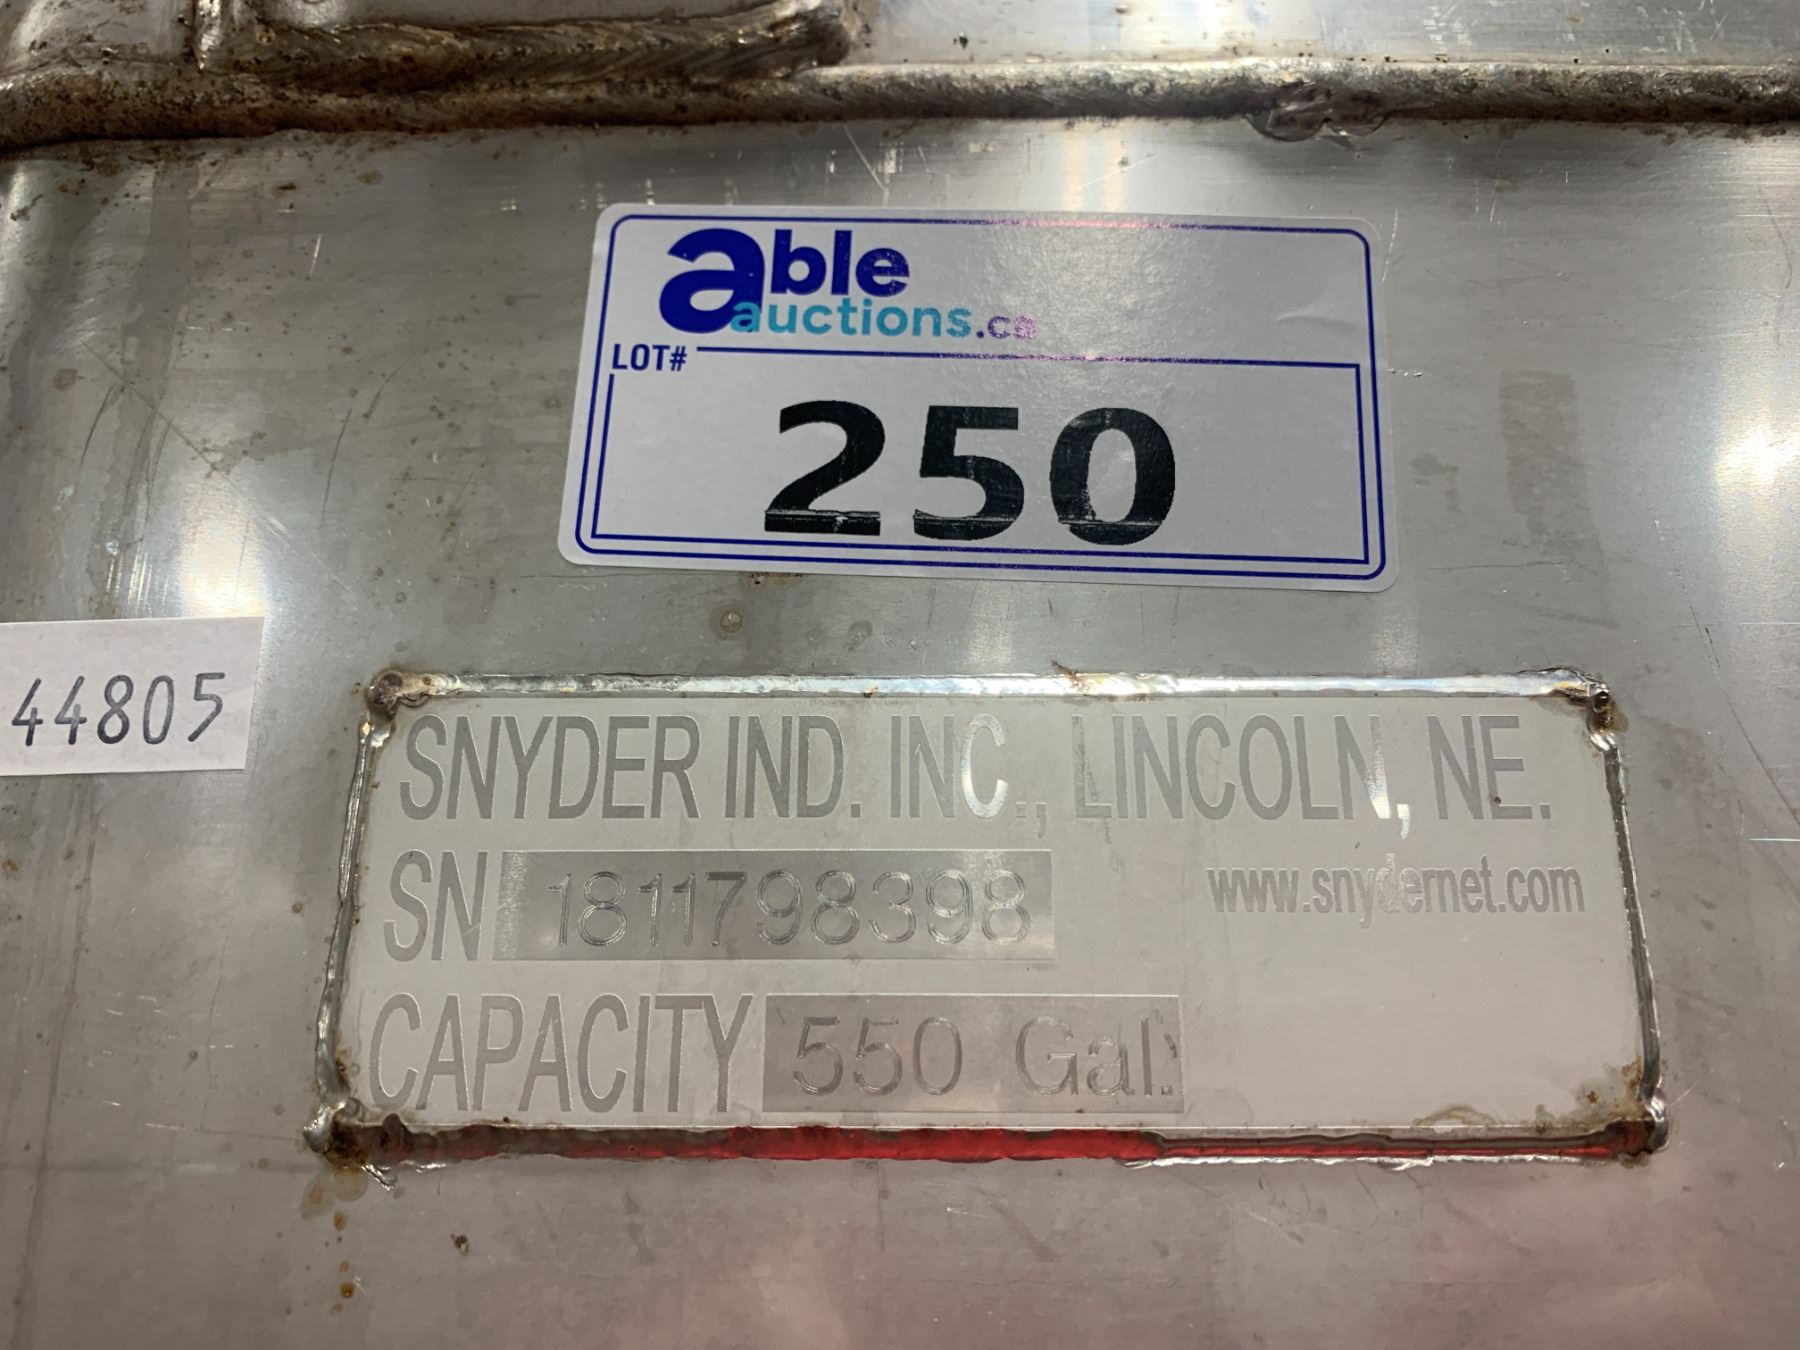 able
auctions.ca
LOT#
250
44805
SNYDER IND. INC., LINCOLN, NE.
SN 1811798398 www.snydernet.com
CAPACITY 550 Gal.